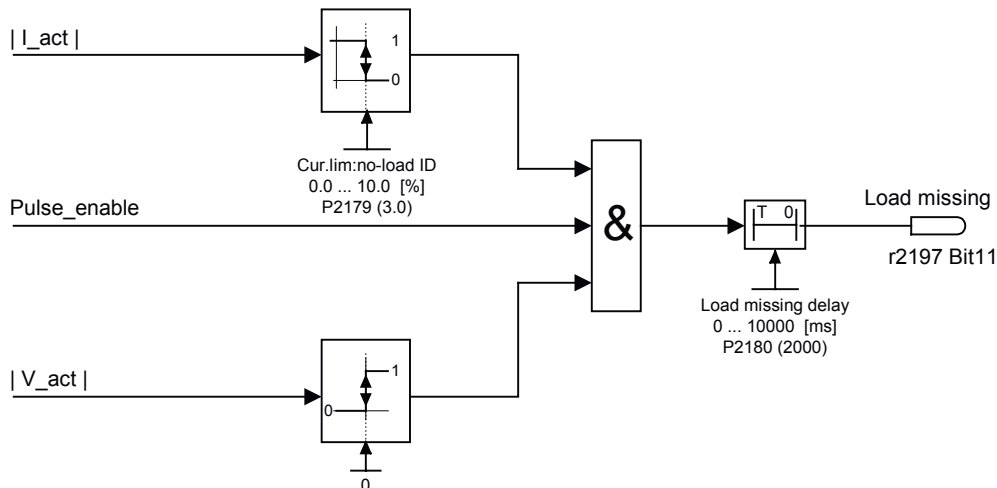 | I_act |
1
0
Cur.lim:no-load ID
0.0 ... 10.0 [%]
P2179 (3.0)
Pulse_enable
&
T 0
Load missing
r2197 Bit11
Load missing delay
0 ... 10000 [ms]
P2180 (2000)
| V_act |
1
0
0